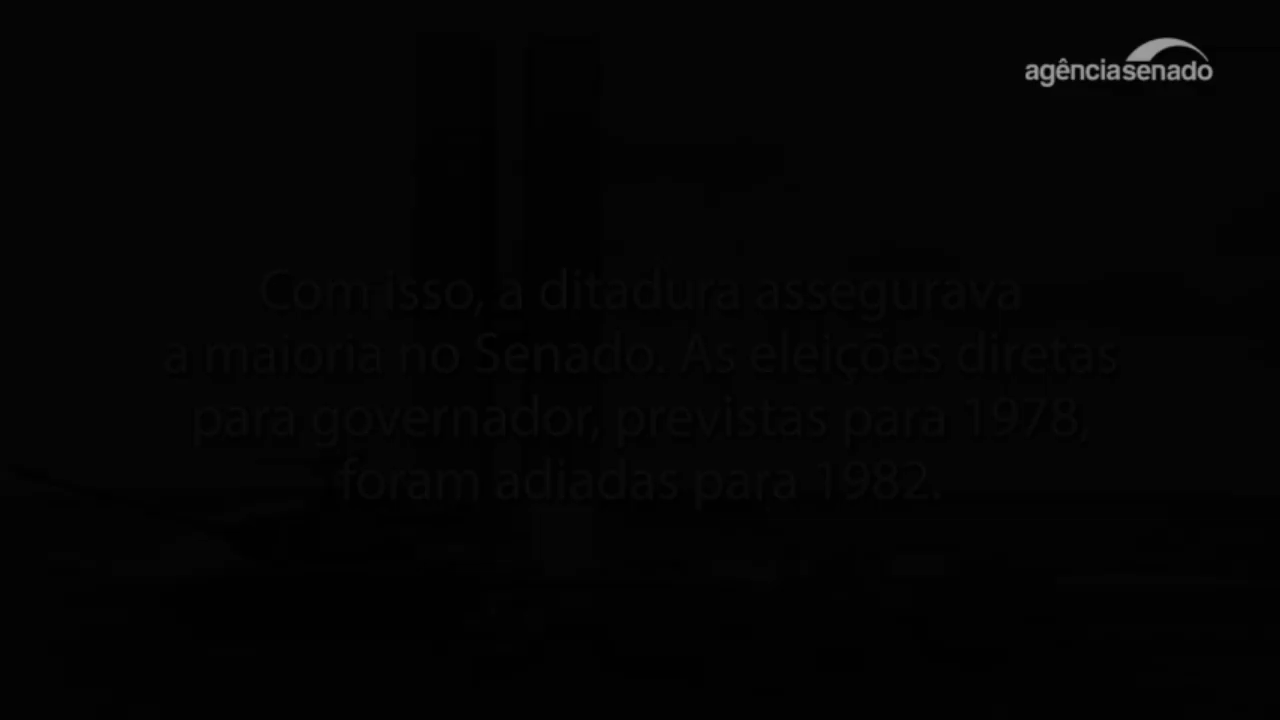 agênciasenado
Com isso, a ditadura assegurava
a maioria no Senado. As eleições diretas
para governador, previstas para 1978,
foram adiadas para 1982.